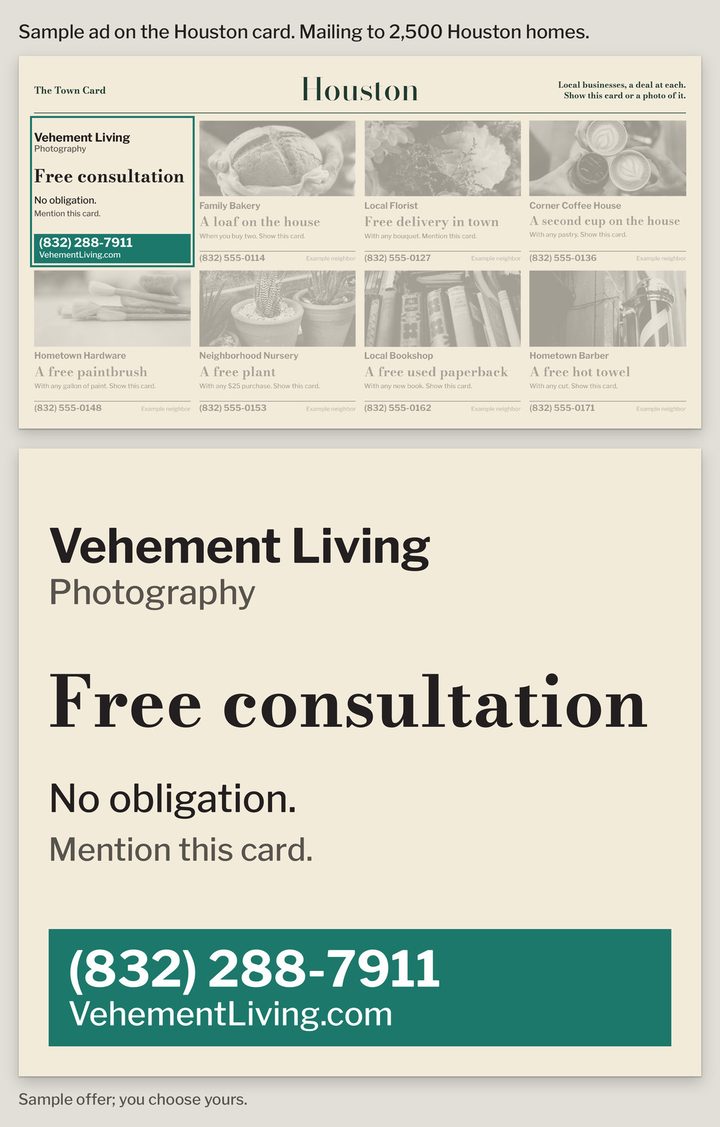 Sample ad on the Houston card. Mailing to 2,500 Houston homes.
The Town Card
Houston
Local businesses, a deal at each.
Show this card or a photo of it.
Vehement Living
Photography
Free consultation
No obligation.
Mention this card.
(832) 288-7911
VehementLiving.com
Family Bakery
A loaf on the house
When you buy two. Show this card.
(832) 555-0114
Example neighbor
Local Florist
Free delivery in town
With any bouquet. Mention this card.
(832) 555-0127
Example neighbor
Corner Coffee House
A second cup on the house
With any pastry. Show this card.
(832) 555-0136
Example neighbor
Hometown Hardware
A free paintbrush
With any gallon of paint. Show this card.
(832) 555-0148
Example neighbor
Neighborhood Nursery
A free plant
With any $25 purchase. Show this card.
(832) 555-0153
Example neighbor
Local Bookshop
A free used paperback
With any new book. Show this card.
(832) 555-0162
Example neighbor
Hometown Barber
A free hot towel
With any cut. Show this card.
(832) 555-0171
Example neighbor
Vehement Living
Photography
Free consultation
No obligation.
Mention this card.
(832) 288-7911
VehementLiving.com
Sample offer; you choose yours.